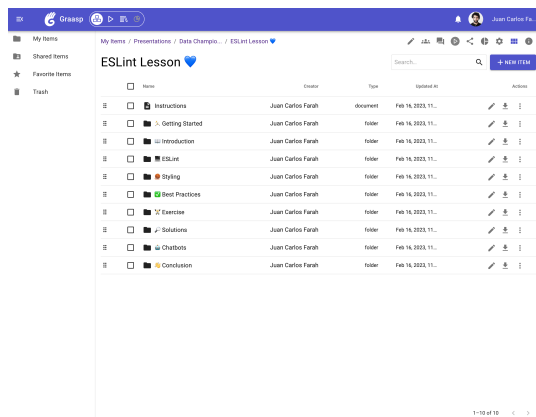 Graasp
Juan Carlos Fa...
My Items
Shared Items
Favorite Items
Trash
My Items / Presentations / Data Champio... / ESLint Lesson 💙
ESLint Lesson 💙
Search...
+ NEW ITEM
Name Creator Type Updated At Actions
Instructions Juan Carlos Farah document Feb 16, 2023, 11...
Getting Started Juan Carlos Farah folder Feb 16, 2023, 11...
Introduction Juan Carlos Farah folder Feb 16, 2023, 11...
ESLint Juan Carlos Farah folder Feb 16, 2023, 11...
Styling Juan Carlos Farah folder Feb 16, 2023, 11...
✅ Best Practices Juan Carlos Farah folder Feb 16, 2023, 11...
Exercise Juan Carlos Farah folder Feb 16, 2023, 11...
Solutions Juan Carlos Farah folder Feb 16, 2023, 11...
Chatbots Juan Carlos Farah folder Feb 16, 2023, 11...
👋 Conclusion Juan Carlos Farah folder Feb 16, 2023, 11...
1–10 of 10